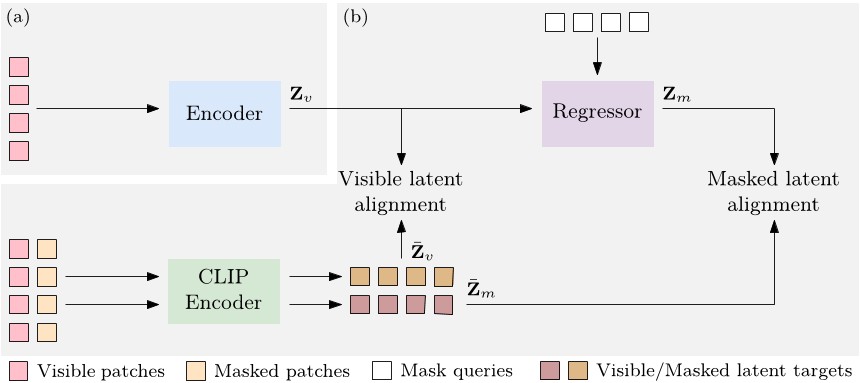 (a)
(b)
Z_v
Z_m
Encoder
Regressor
Visible latent
alignment
Masked latent
alignment
Z̄_v
CLIP
Encoder
Z̄_m
Visible patches
Masked patches
Mask queries
Visible/Masked latent targets